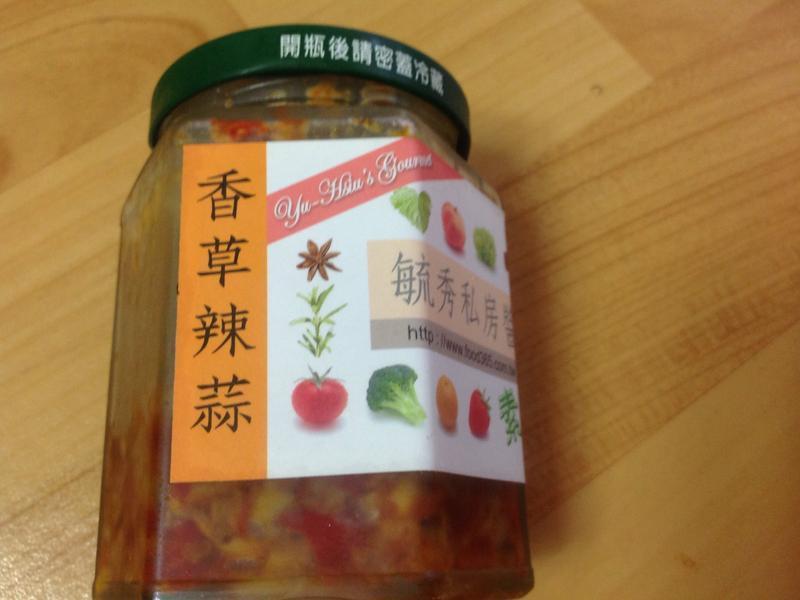 開瓶後請密蓋冷藏
香草辣蒜
Yu-Hsiu's Gourmet
毓秀私房醬
http://www.food365.com.tw
素